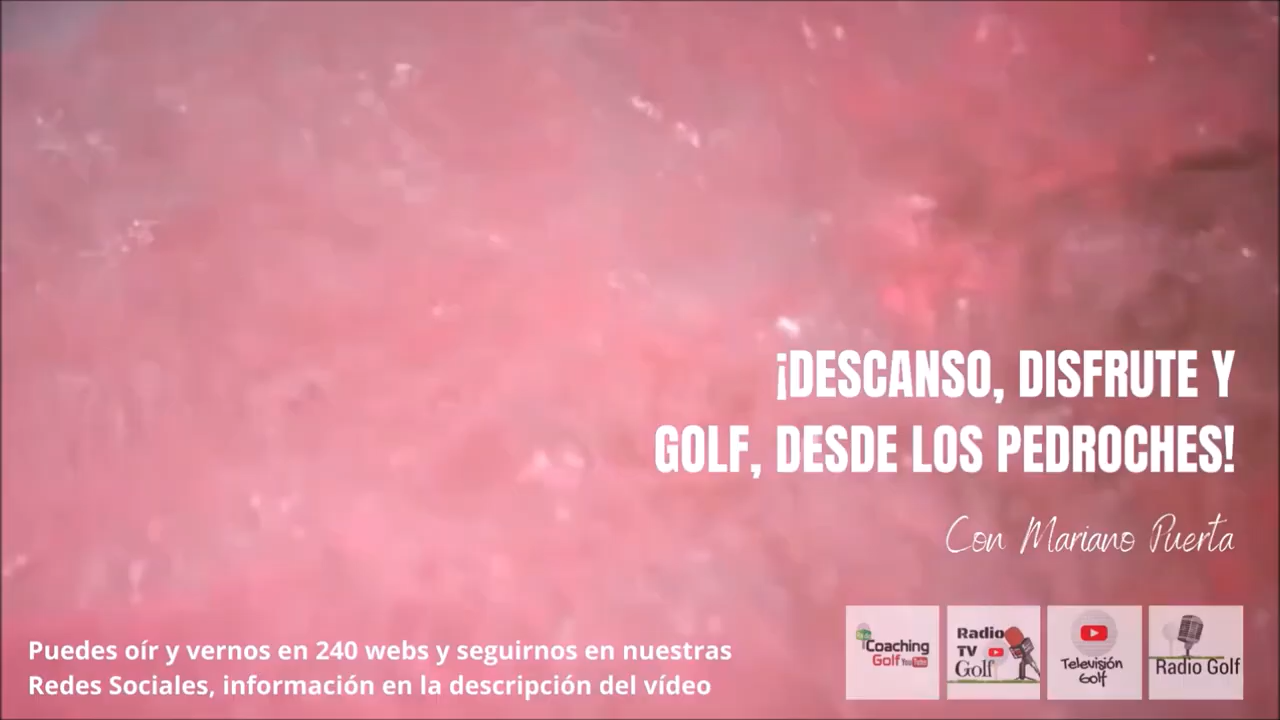 ¡DESCANSO, DISFRUTE Y
GOLF, DESDE LOS PEDROCHES!
Con Mariano Puerta
Puedes oír y vernos en 240 webs y seguirnos en nuestras
Redes Sociales, información en la descripción del vídeo
Coaching
Golf YouTube
Radio
TV
Golf
Televisión
Golf
Radio Golf